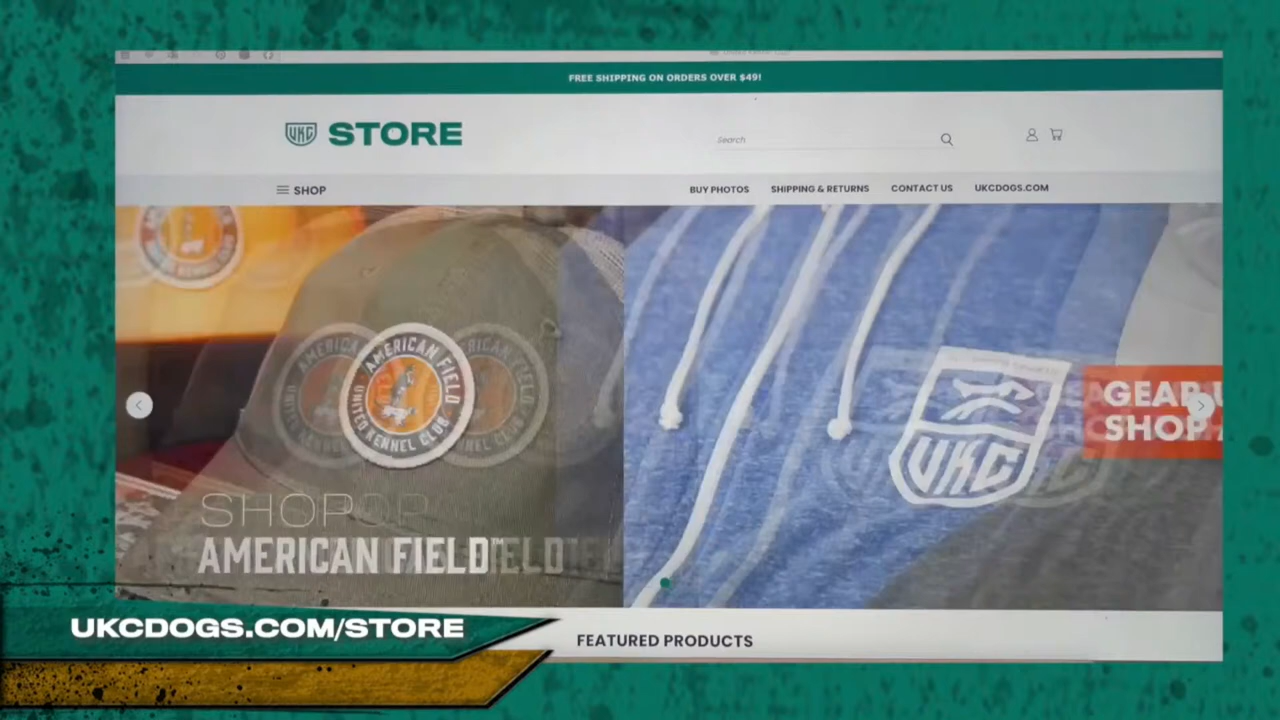 FREE SHIPPING ON ORDERS OVER $49!
UKC STORE
Search
SHOP
BUY PHOTOS SHIPPING & RETURNS CONTACT US UKCDOGS.COM
AMERICAN FIELD
UNITED KENNEL CLUB
UKC
GEAR U
SHOP A
SHOP
AMERICAN FIELD™
UKCDOGS.COM/STORE
FEATURED PRODUCTS